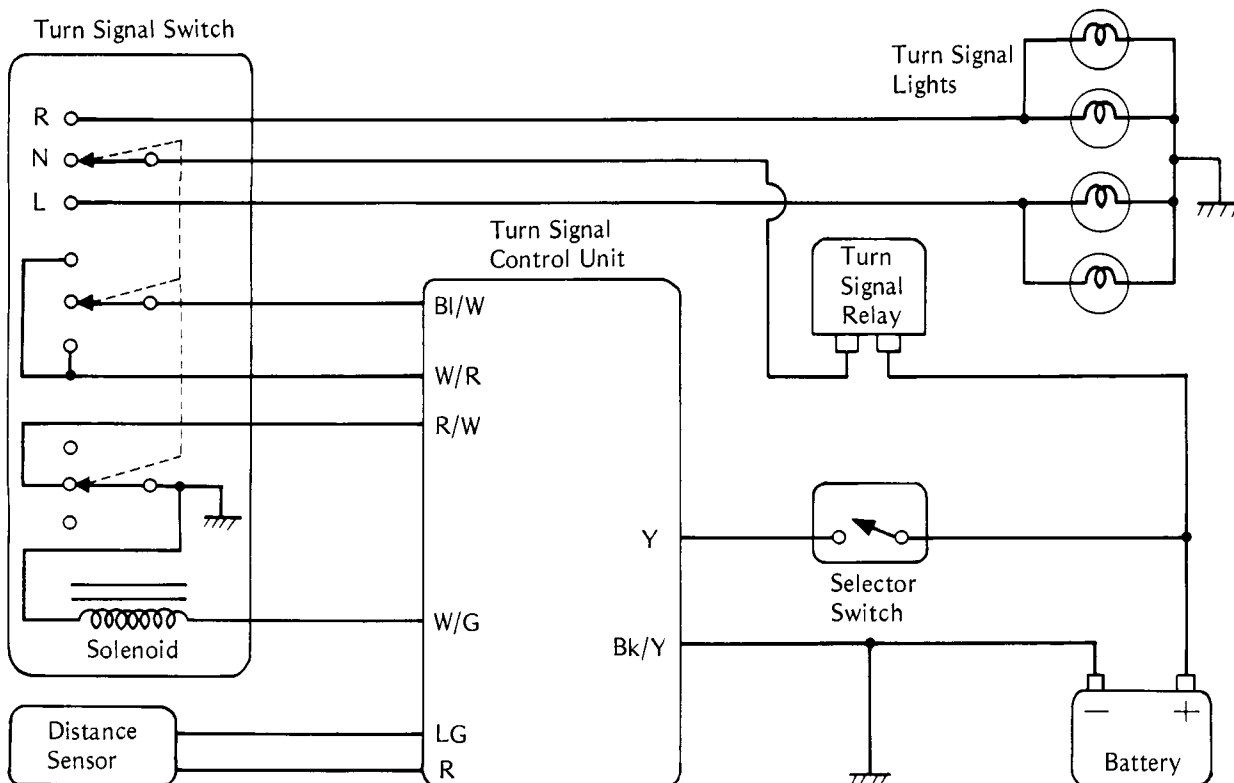 Turn Signal Switch
R
N
L
Turn Signal
Lights
Turn Signal
Control Unit
Turn
Signal
Relay
Bl/W
W/R
R/W
Y
Selector
Switch
W/G
Solenoid
Bk/Y
Distance
Sensor
LG
R
Battery